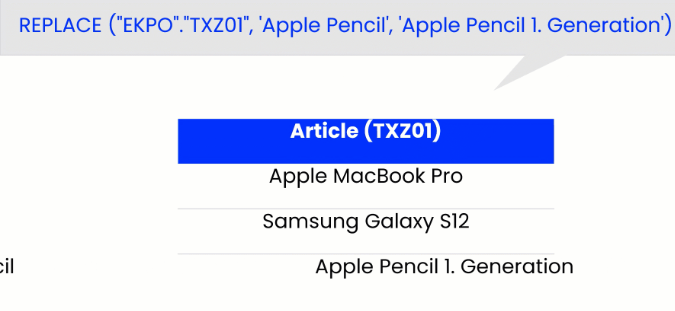 REPLACE ("EKPO"."TXZ01", 'Apple Pencil', 'Apple Pencil 1. Generation')
Article (TXZ01)
Apple MacBook Pro
Samsung Galaxy S12
cil Apple Pencil 1. Generation